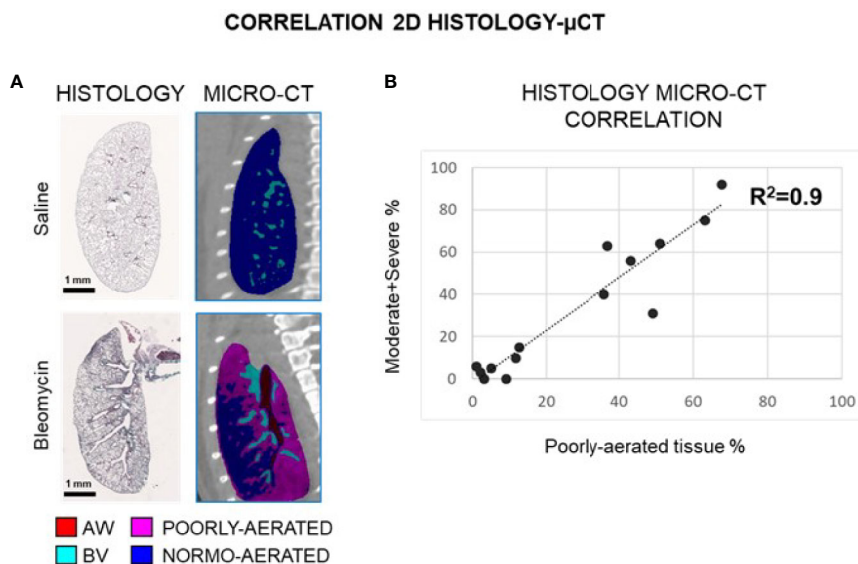 CORRELATION 2D HISTOLOGY-µCT
A
HISTOLOGY MICRO-CT
Saline
1 mm
Bleomycin
1 mm
AW POORLY-AERATED
BV NORMO-AERATED
B
HISTOLOGY MICRO-CT
CORRELATION
R²=0.9
Moderate+Severe %
100
80
60
40
20
0
0 20 40 60 80 100
Poorly-aerated tissue %